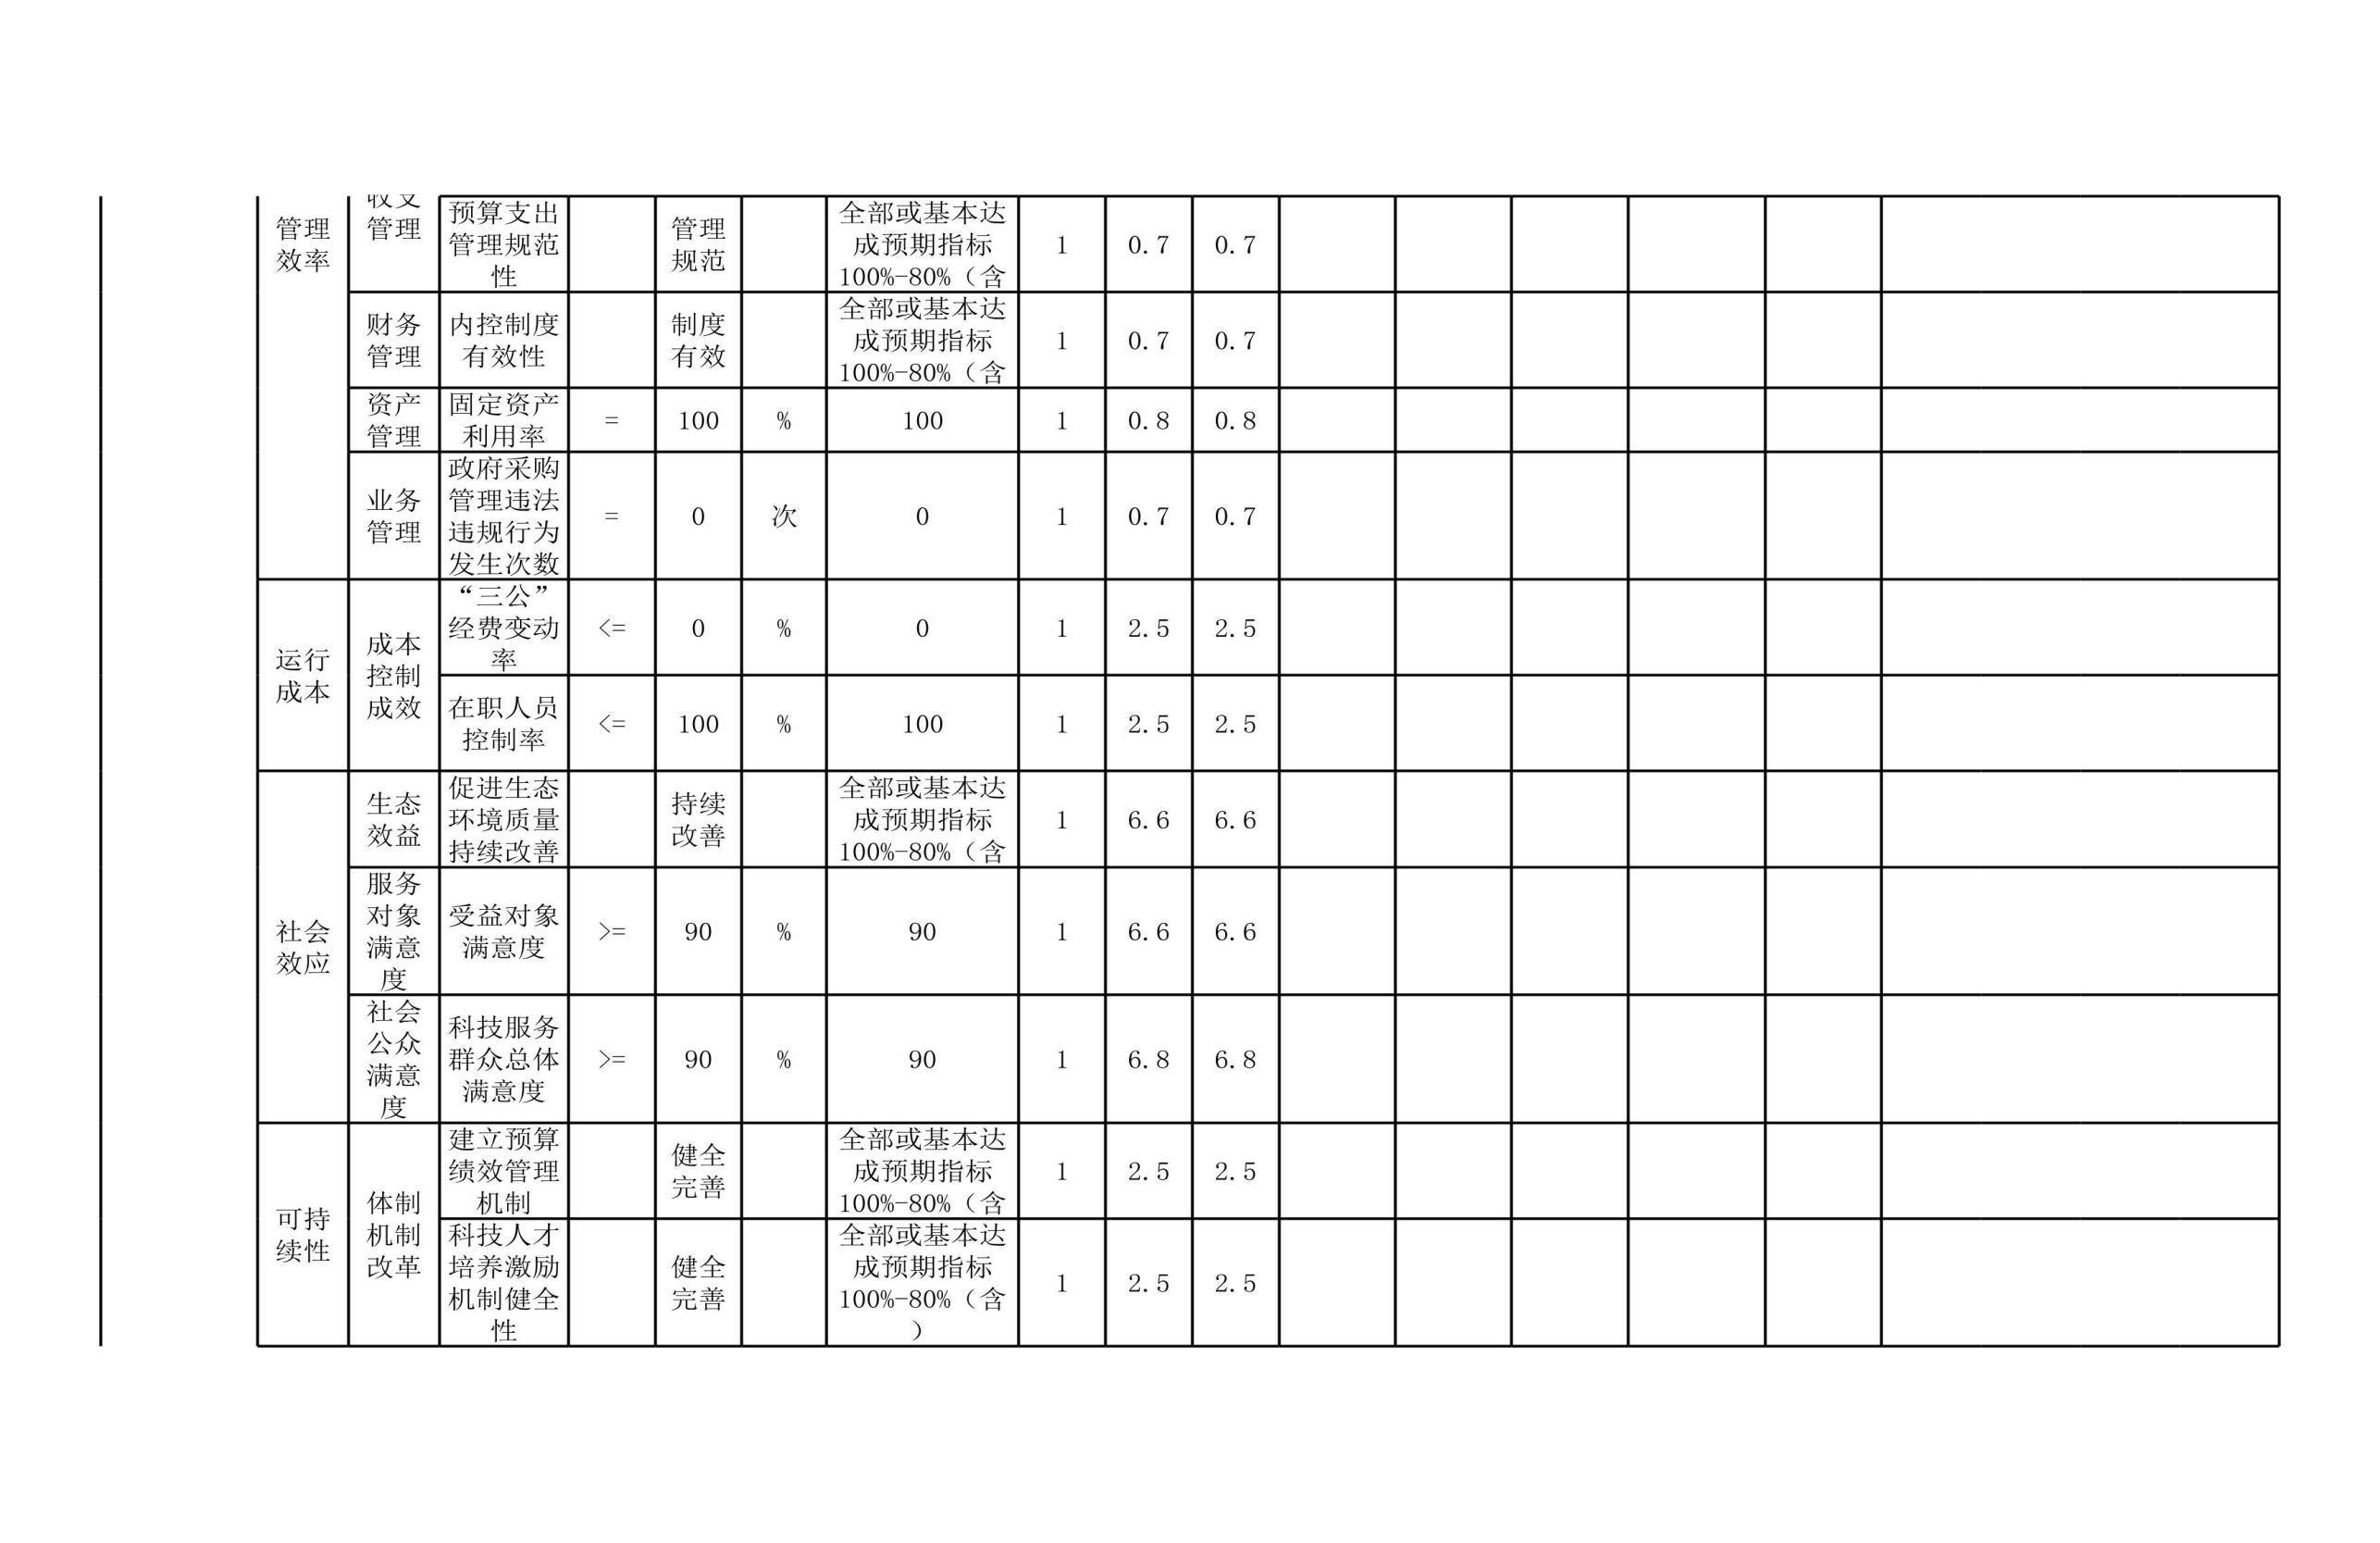 管理
效率
管理
预算支出
管理规范
性
管理
规范
全部或基本达
成预期指标
100%-80%（含
1
0.7
0.7
财务
管理
内控制度
有效性
制度
有效
全部或基本达
成预期指标
100%-80%（含
1
0.7
0.7
资产
管理
固定资产
利用率
=
100
%
100
1
0.8
0.8
业务
管理
政府采购
管理违法
违规行为
发生次数
=
0
次
0
1
0.7
0.7
运行
成本
成本
控制
成效
“三公”
经费变动
率
<=
0
%
0
1
2.5
2.5
在职人员
控制率
<=
100
%
100
1
2.5
2.5
社会
效应
生态
效益
促进生态
环境质量
持续改善
持续
改善
全部或基本达
成预期指标
100%-80%（含
1
6.6
6.6
服务
对象
满意
度
受益对象
满意度
>=
90
%
90
1
6.6
6.6
社会
公众
满意
度
科技服务
群众总体
满意度
>=
90
%
90
1
6.8
6.8
可持
续性
体制
机制
改革
建立预算
绩效管理
机制
健全
完善
全部或基本达
成预期指标
100%-80%（含
1
2.5
2.5
科技人才
培养激励
机制健全
性
健全
完善
全部或基本达
成预期指标
100%-80%（含
）
1
2.5
2.5